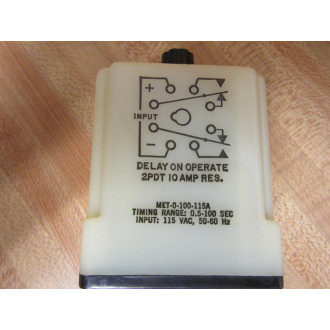 +
INPUT
-
DELAY ON OPERATE
2PDT 10 AMP RES.
MET-0-100-115A
TIMING RANGE: 0.5-100 SEC
INPUT: 115 VAC, 50-60 Hz